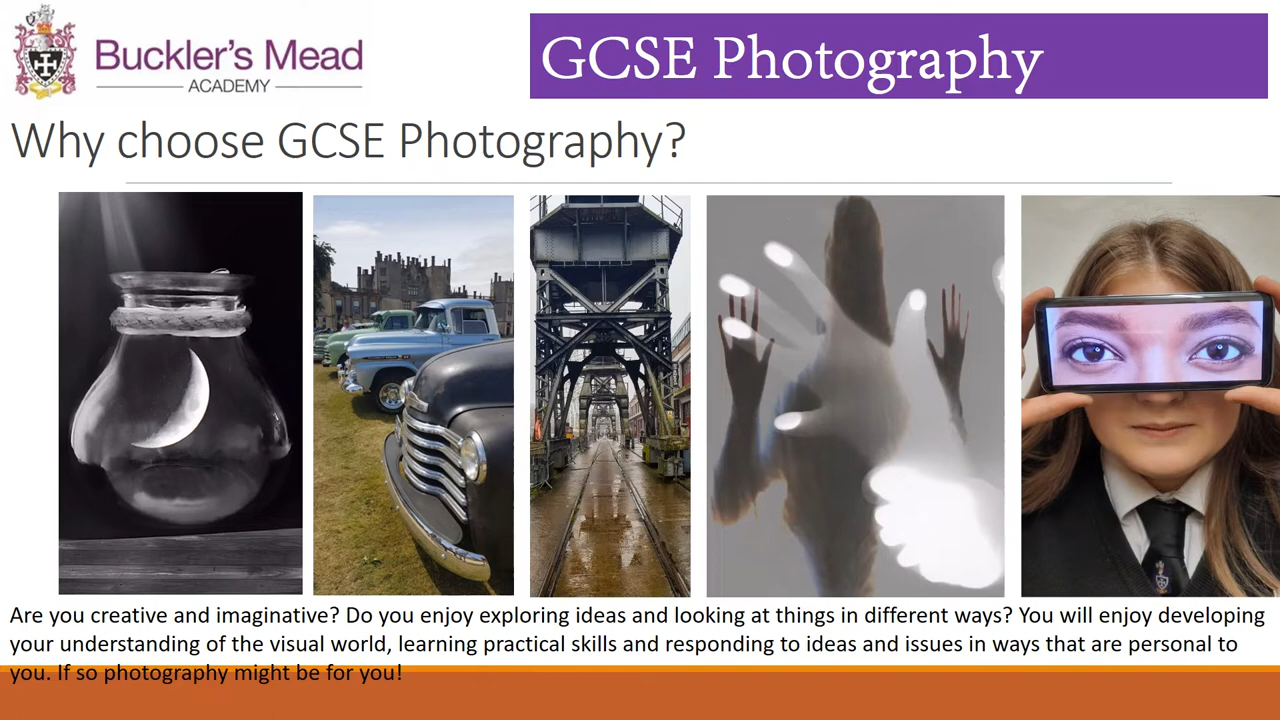 Buckler's Mead
ACADEMY
GCSE Photography
Why choose GCSE Photography?
Are you creative and imaginative? Do you enjoy exploring ideas and looking at things in different ways? You will enjoy developing
your understanding of the visual world, learning practical skills and responding to ideas and issues in ways that are personal to
you. If so photography might be for you!